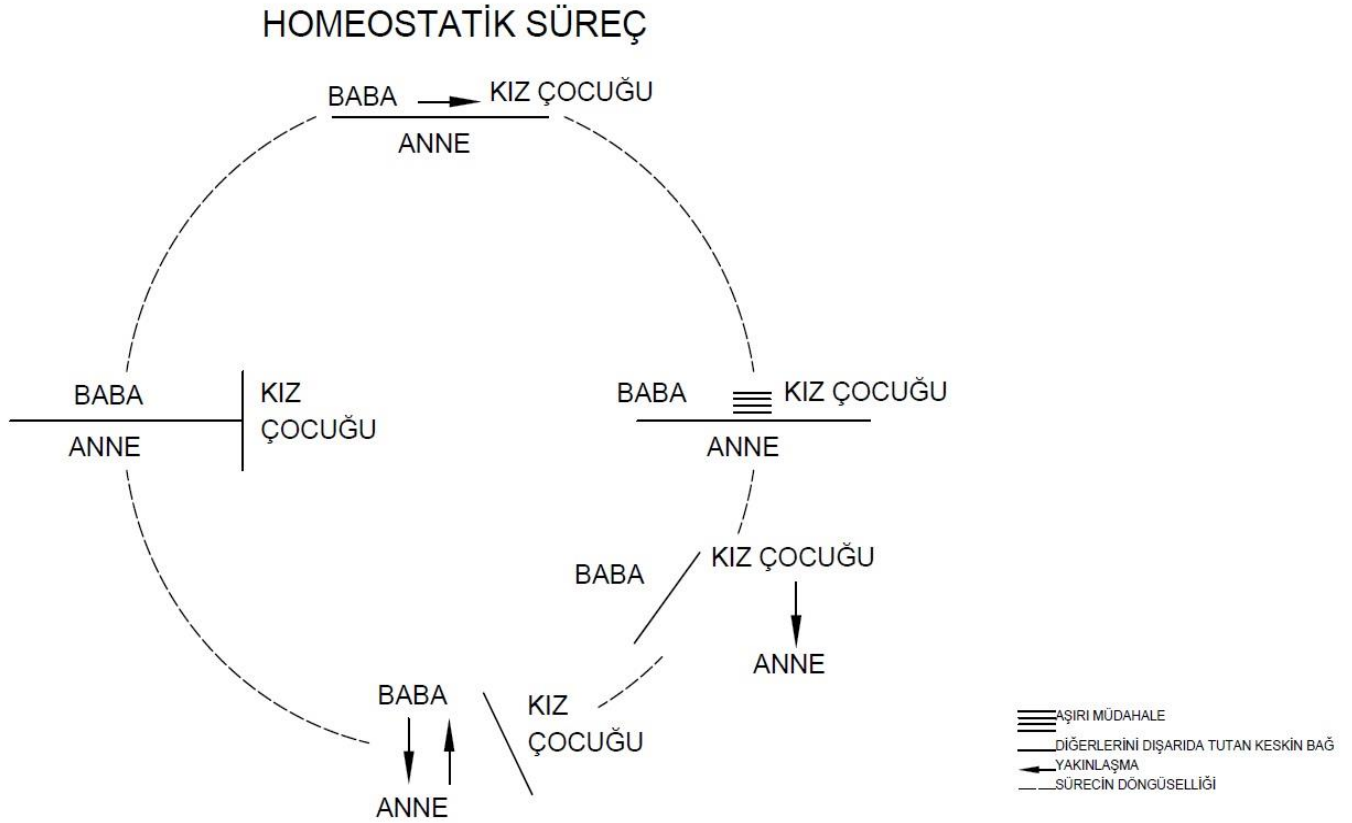 HOMEOSTATİK SÜREÇ
BABA KIZ ÇOCUĞU
ANNE
BABA
ANNE
KIZ
ÇOCUĞU
BABA KIZ ÇOCUĞU
ANNE
BABA
KIZ ÇOCUĞU
ANNE
BABA
ANNE
KIZ
ÇOCUĞU
AŞIRI MÜDAHALE
DİĞERLERİNİ DIŞARIDA TUTAN KESKİN BAĞ
YAKINLAŞMA
SÜRECİN DÖNGÜSELLİĞİ